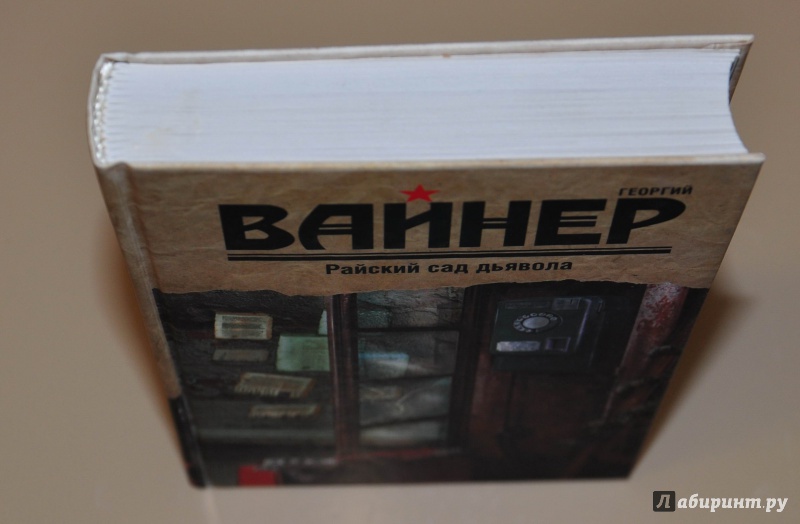 ГЕОРГИЙ
ВАЙНЕР
Райский сад дьявола
Лабиринт.ру